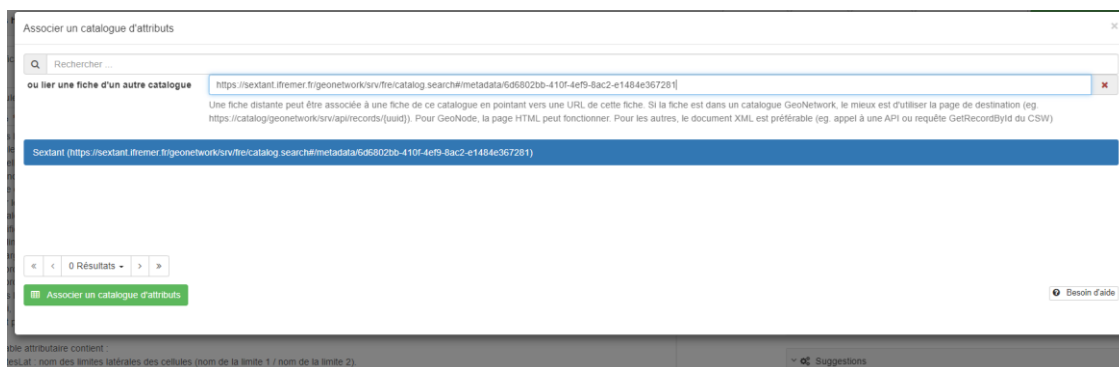 Associer un catalogue d'attributs
×
Rechercher ...
ou lier une fiche d'un autre catalogue
https://sextant.ifremer.fr/geonetwork/srv/fre/catalog.search#/metadata/6d6802bb-410f-4ef9-8ac2-e1484e367281
Une fiche distante peut être associée à une fiche de ce catalogue en pointant vers une URL de cette fiche. Si la fiche est dans un catalogue GeoNetwork, le mieux est d'utiliser la page de destination (eg.
https://catalog/geonetwork/srv/api/records/{uuid}). Pour GeoNode, la page HTML peut fonctionner. Pour les autres, le document XML est préférable (eg. appel à une API ou requête GetRecordById du CSW)
Sextant (https://sextant.ifremer.fr/geonetwork/srv/fre/catalog.search#/metadata/6d6802bb-410f-4ef9-8ac2-e1484e367281)
« ‹ 0 Résultats › »
Associer un catalogue d'attributs
Besoin d'aide
able attributaire contient :
esLat : nom des limites latérales des cellules (nom de la limite 1 / nom de la limite 2).
Suggestions